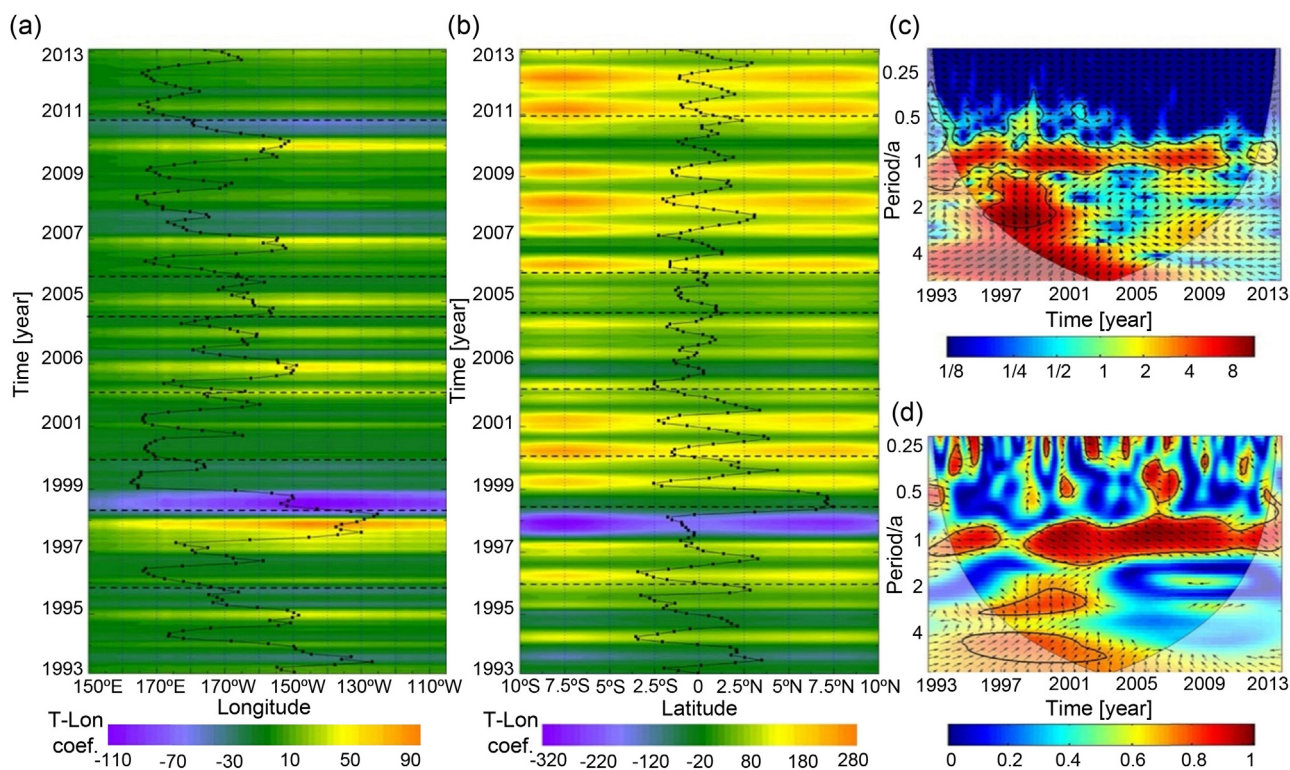 (a)
Time [year]
2013
2011
2009
2007
2005
2006
2001
1999
1997
1995
1993
150ºE 170ºE 170ºW 150ºW 130ºW 110ºW
Longitude
T-Lon
coef.
-110 -70 -30 10 50 90
(b)
Time [year]
2013
2011
2009
2007
2005
2006
2001
1999
1997
1995
1993
10ºS 7.5ºS 5ºS 2.5ºS 0 2.5ºN 5ºN 7.5ºN 10ºN
Latitude
T-Lon
coef.
-320 -220 -120 -20 80 180 280
(c)
Period/a
0.25
0.5
1
2
4
1993 1997 2001 2005 2009 2013
Time [year]
1/8 1/4 1/2 1 2 4 8
(d)
Period/a
0.25
0.5
1
2
4
1993 1997 2001 2005 2009 2013
Time [year]
0 0.2 0.4 0.6 0.8 1